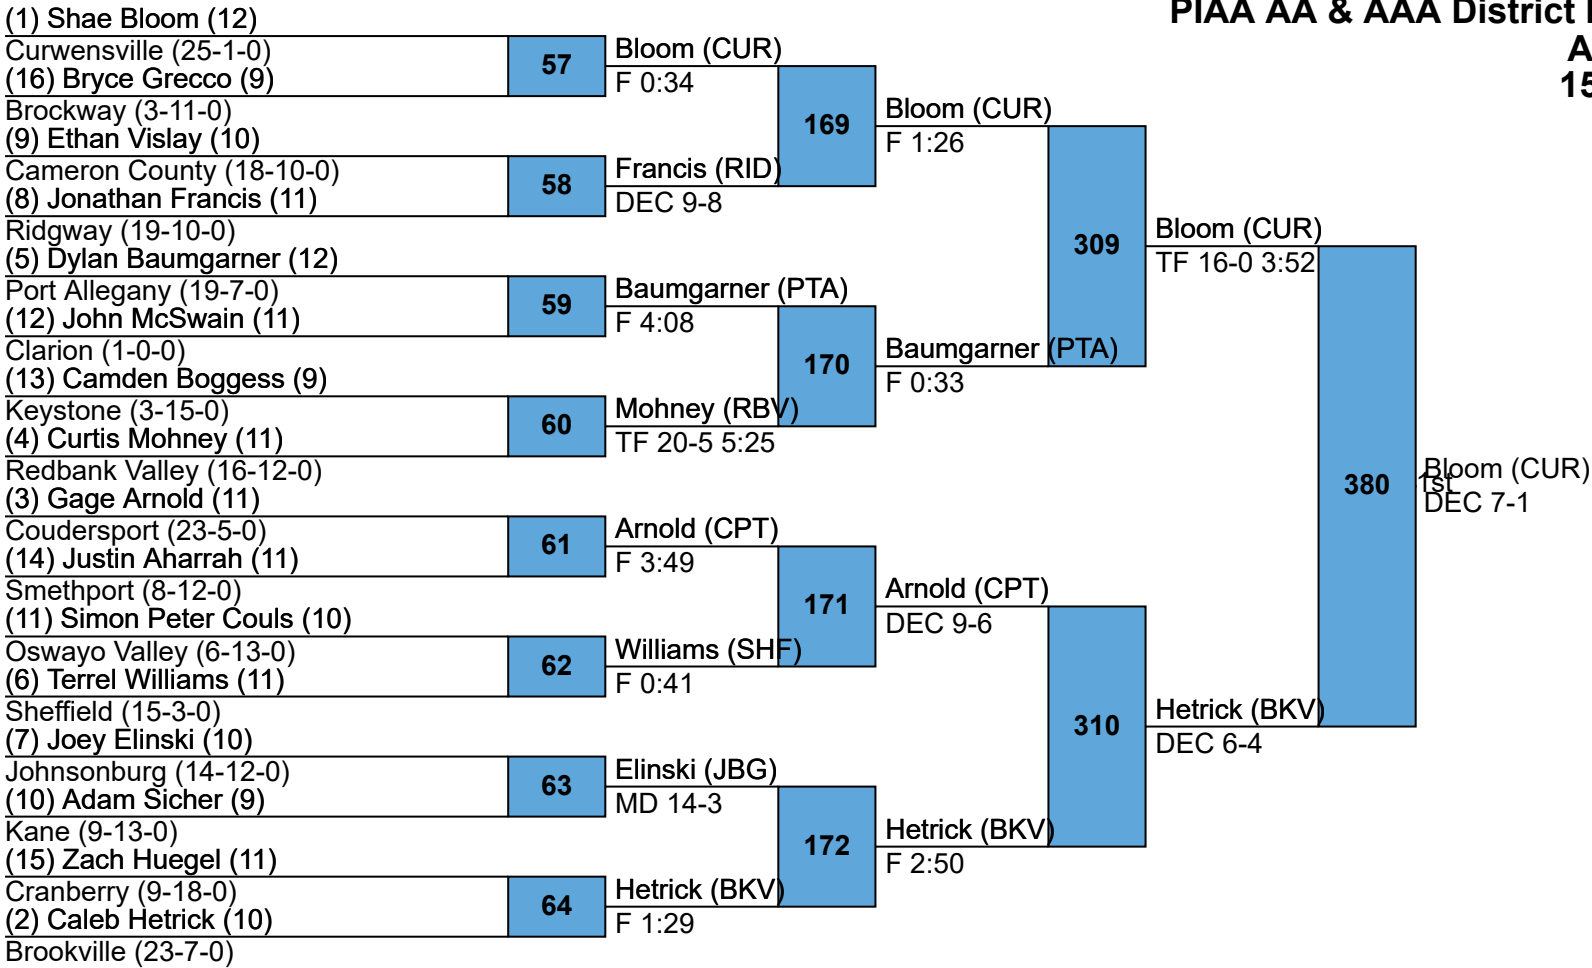 PIAA AA & AAA District
A
15
(1) Shae Bloom (12)
Curwensville (25-1-0)
(16) Bryce Grecco (9)
Brockway (3-11-0)
(9) Ethan Vislay (10)
Cameron County (18-10-0)
(8) Jonathan Francis (11)
Ridgway (19-10-0)
(5) Dylan Baumgarner (12)
Port Allegany (19-7-0)
(12) John McSwain (11)
Clarion (1-0-0)
(13) Camden Boggess (9)
Keystone (3-15-0)
(4) Curtis Mohney (11)
Redbank Valley (16-12-0)
(3) Gage Arnold (11)
Coudersport (23-5-0)
(14) Justin Aharrah (11)
Smethport (8-12-0)
(11) Simon Peter Couls (10)
Oswayo Valley (6-13-0)
(6) Terrel Williams (11)
Sheffield (15-3-0)
(7) Joey Elinski (10)
Johnsonburg (14-12-0)
(10) Adam Sicher (9)
Kane (9-13-0)
(15) Zach Huegel (11)
Cranberry (9-18-0)
(2) Caleb Hetrick (10)
Brookville (23-7-0)
57
58
59
60
61
62
63
64
Bloom (CUR)
F 0:34
Francis (RID)
DEC 9-8
Baumgarner (PTA)
F 4:08
Mohney (RBV)
TF 20-5 5:25
Arnold (CPT)
F 3:49
Williams (SHF)
F 0:41
Elinski (JBG)
MD 14-3
Hetrick (BKV)
F 1:29
169
170
171
172
Bloom (CUR)
F 1:26
Baumgarner (PTA)
F 0:33
Arnold (CPT)
DEC 9-6
Hetrick (BKV)
F 2:50
309
310
Bloom (CUR)
TF 16-0 3:52
Hetrick (BKV)
DEC 6-4
380
Bloom (CUR)
1st
DEC 7-1